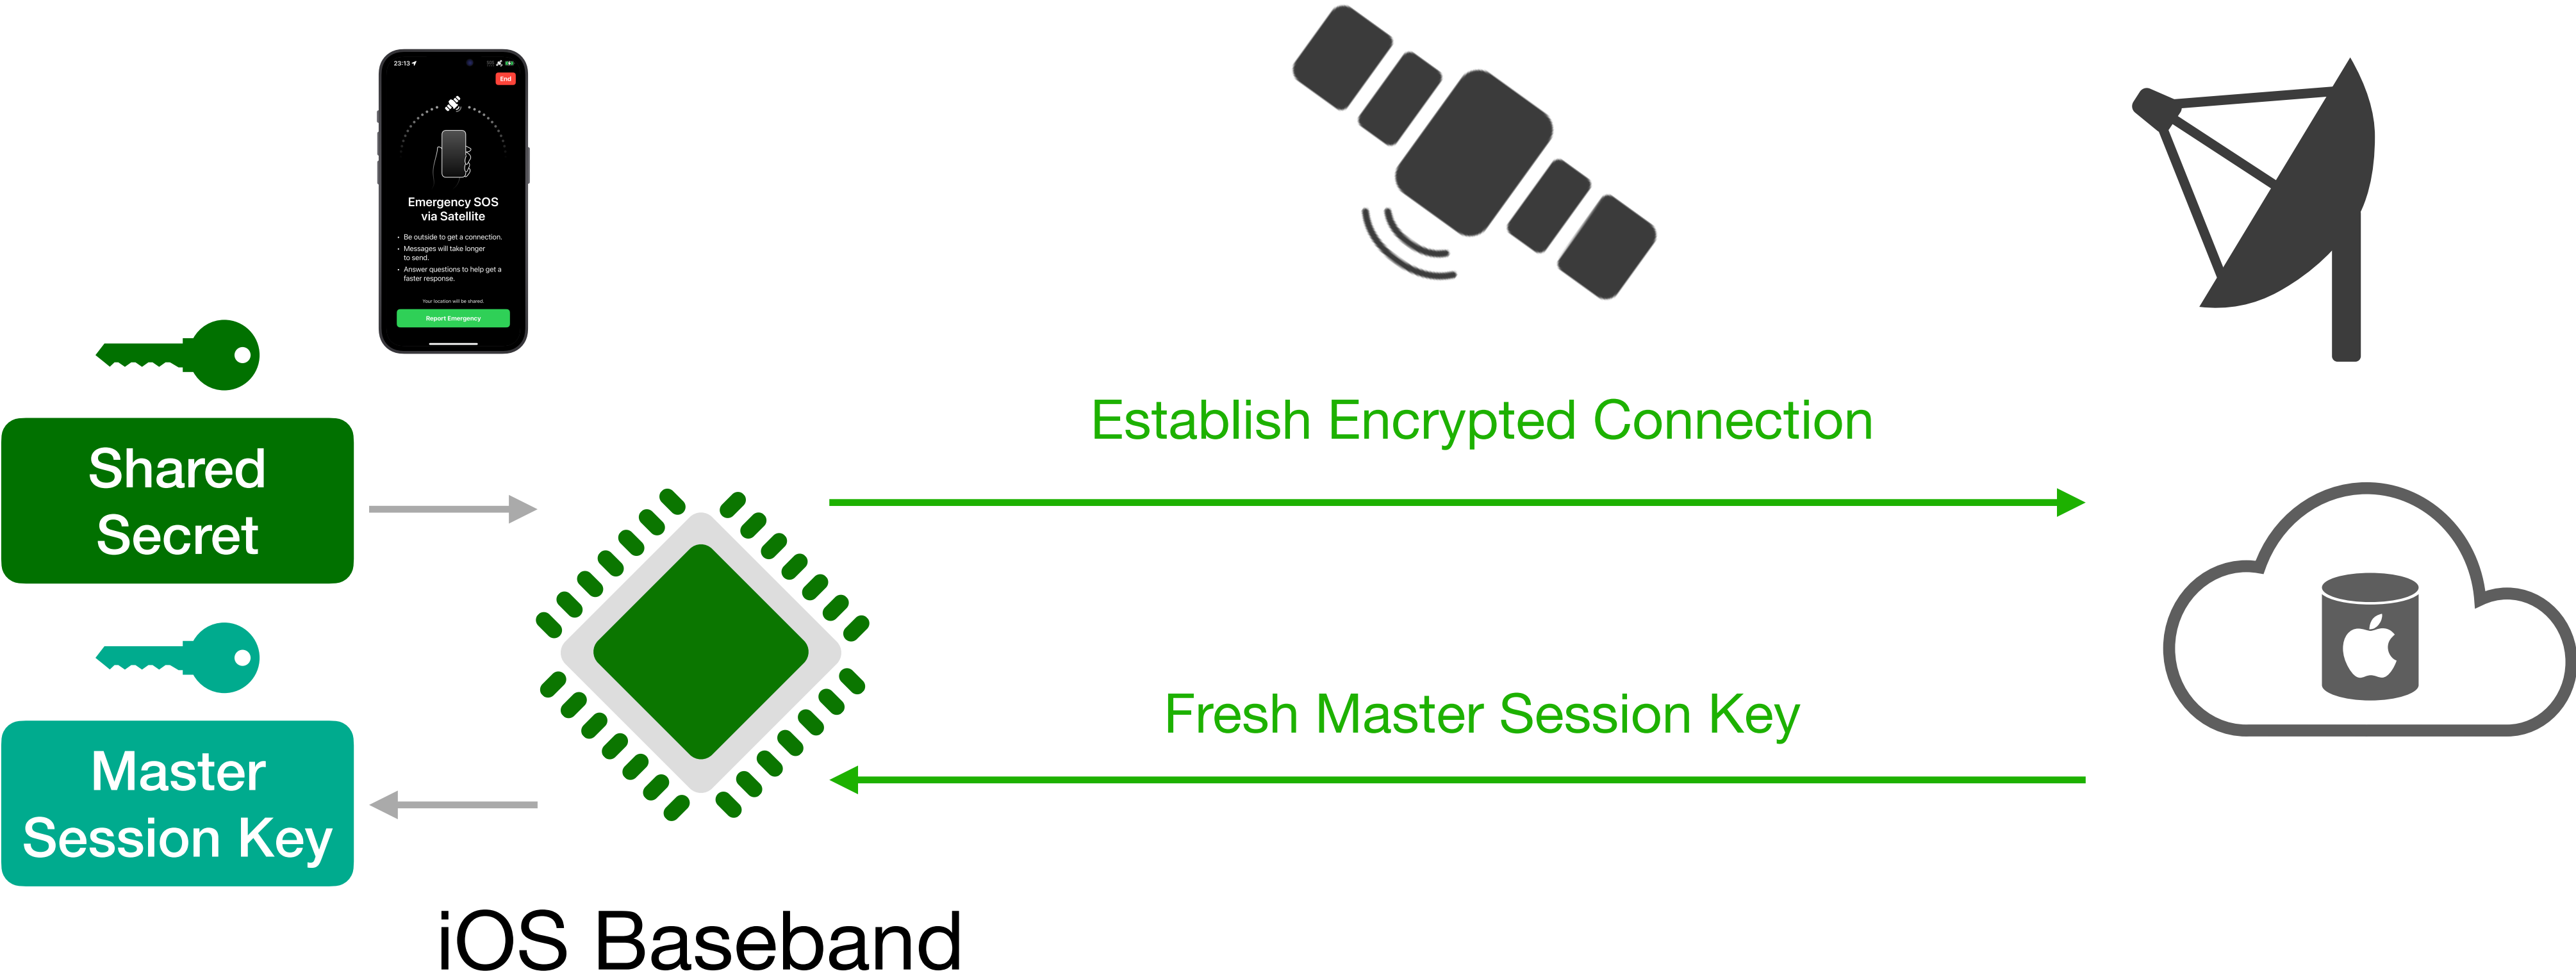 23:13
End
Emergency SOS
via Satellite
• Be outside to get a connection.
• Messages will take longer
to send.
• Answer questions to help get a
faster response.
Your location will be shared.
Report Emergency
Establish Encrypted Connection
Shared
Secret
Fresh Master Session Key
Master
Session Key
iOS Baseband